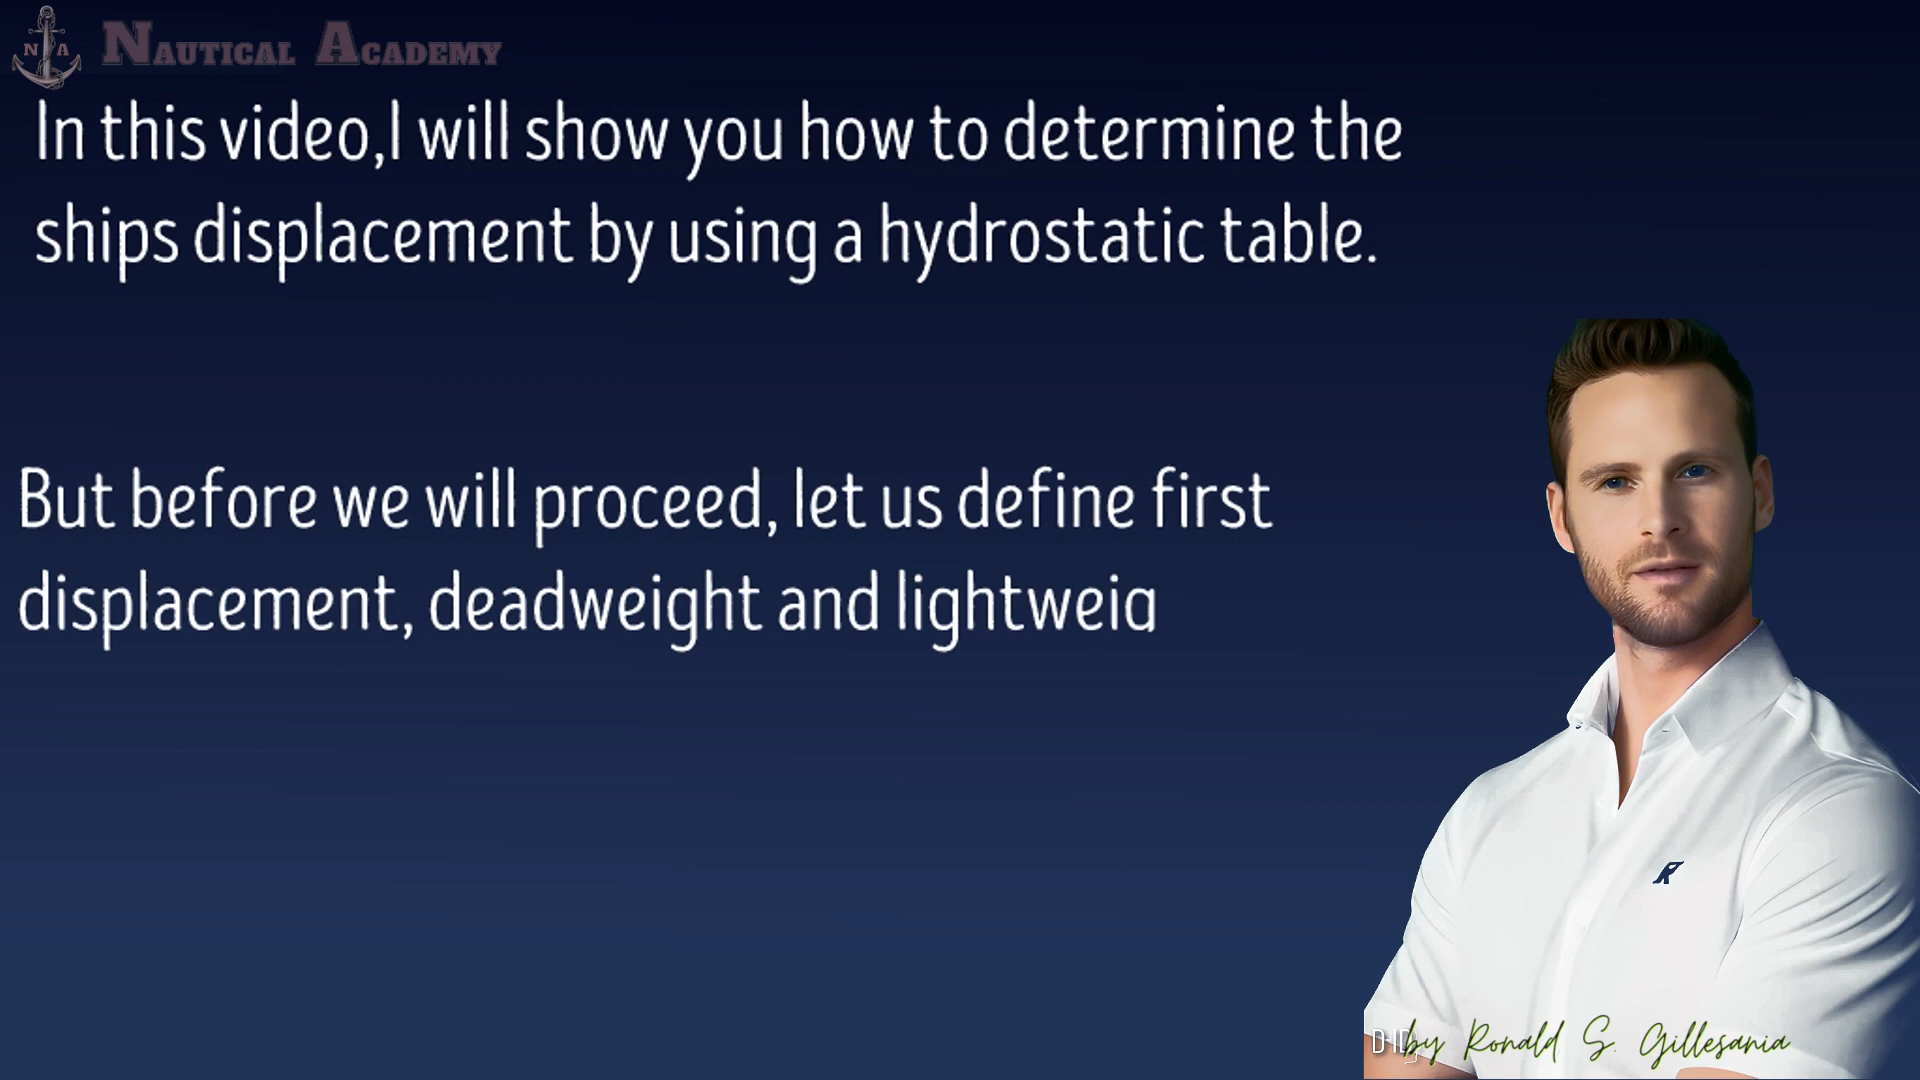 N A Nautical Academy
In this video,I will show you how to determine the
ships displacement by using a hydrostatic table.
But before we will proceed, let us define first
displacement, deadweight and lightweig
D-ID
by Ronald S. Gillesania